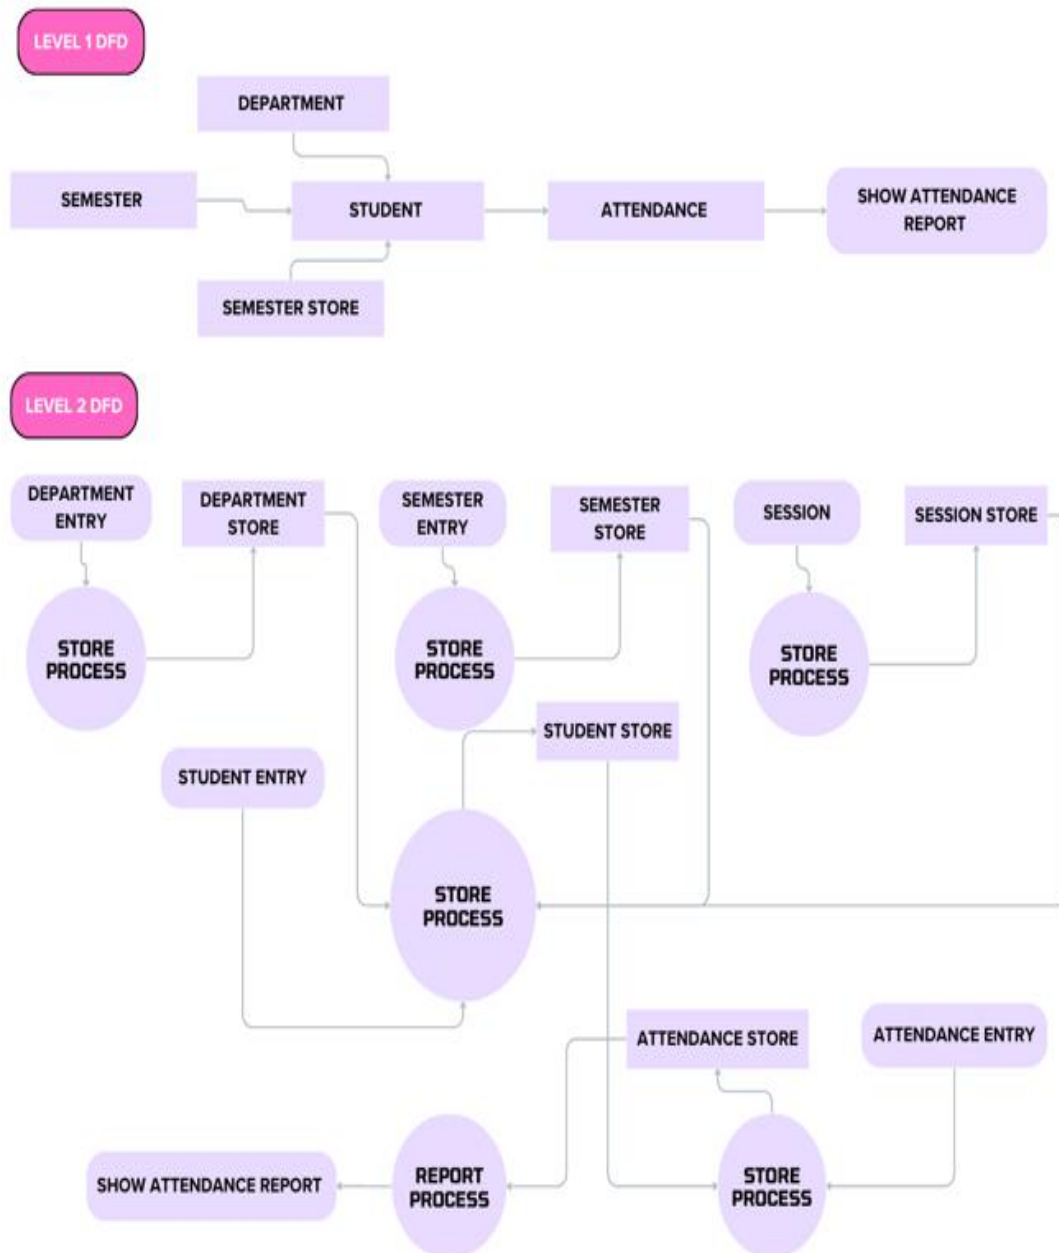 LEVEL 1 DFD
DEPARTMENT
SEMESTER
STUDENT
ATTENDANCE
SHOW ATTENDANCE
REPORT
SEMESTER STORE
LEVEL 2 DFD
DEPARTMENT
ENTRY
DEPARTMENT
STORE
SEMESTER
ENTRY
SEMESTER
STORE
SESSION
SESSION STORE
STORE
PROCESS
STORE
PROCESS
STORE
PROCESS
STUDENT STORE
STUDENT ENTRY
STORE
PROCESS
ATTENDANCE STORE
ATTENDANCE ENTRY
SHOW ATTENDANCE REPORT
REPORT
PROCESS
STORE
PROCESS